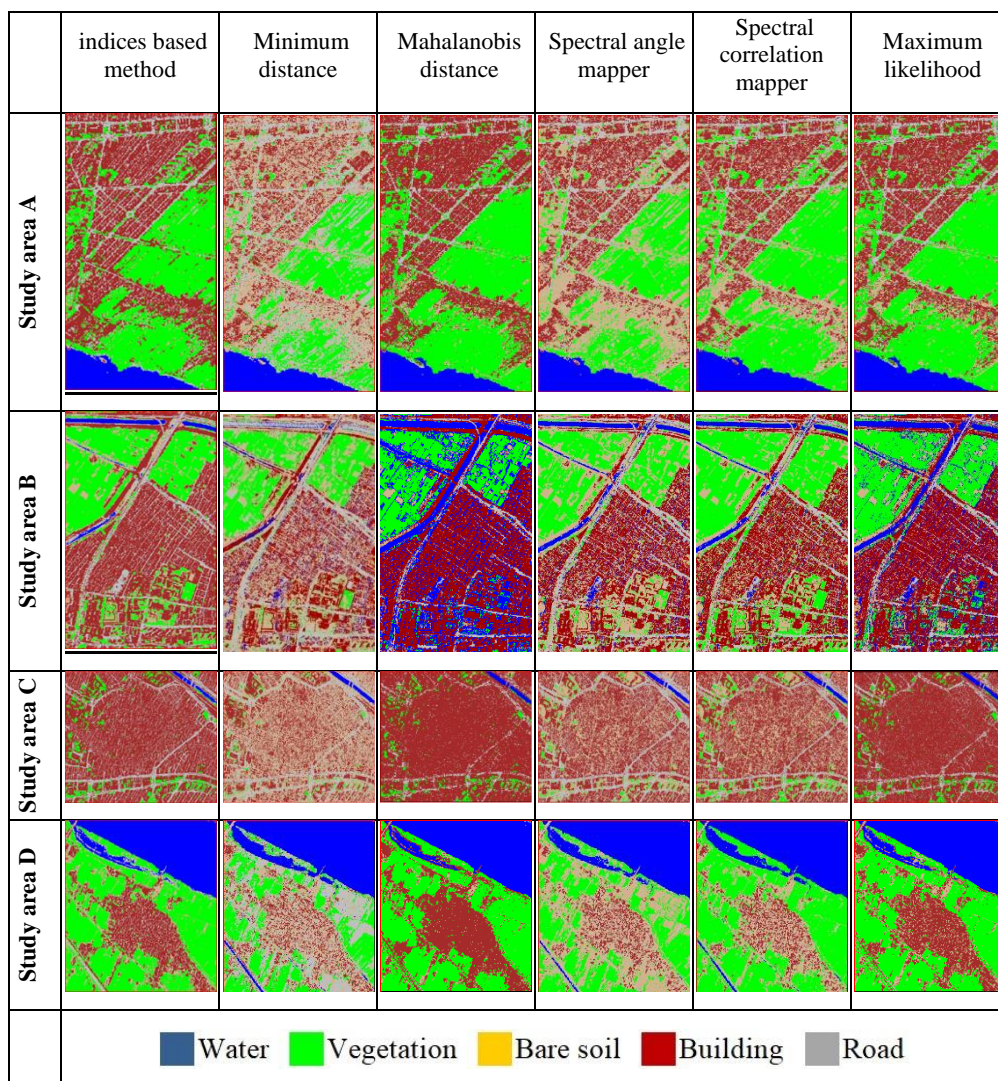 indices based
method
Minimum
distance
Mahalanobis
distance
Spectral angle
mapper
Spectral
correlation
mapper
Maximum
likelihood
Study area A
Study area B
Study area C
Study area D
Water Vegetation Bare soil Building Road